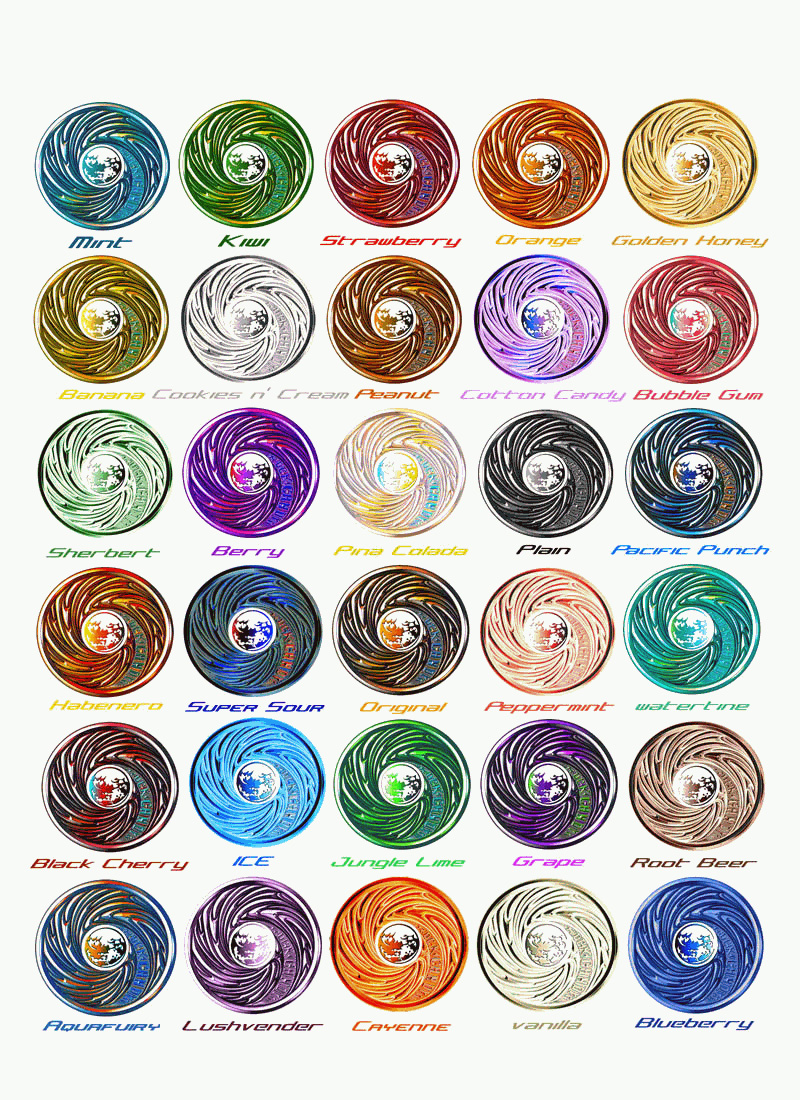 Mint Kiwi Strawberry Orange Golden Honey
Banana Cookies n' Cream Peanut Cotton Candy Bubble Gum
Sherbert Berry Pina Colada Plain Pacific Punch
Habenero Super Sour Original Peppermint watertine
Black Cherry ICE Jungle Lime Grape Root Beer
Aquafuiry Lushvender Cayenne vanilla Blueberry